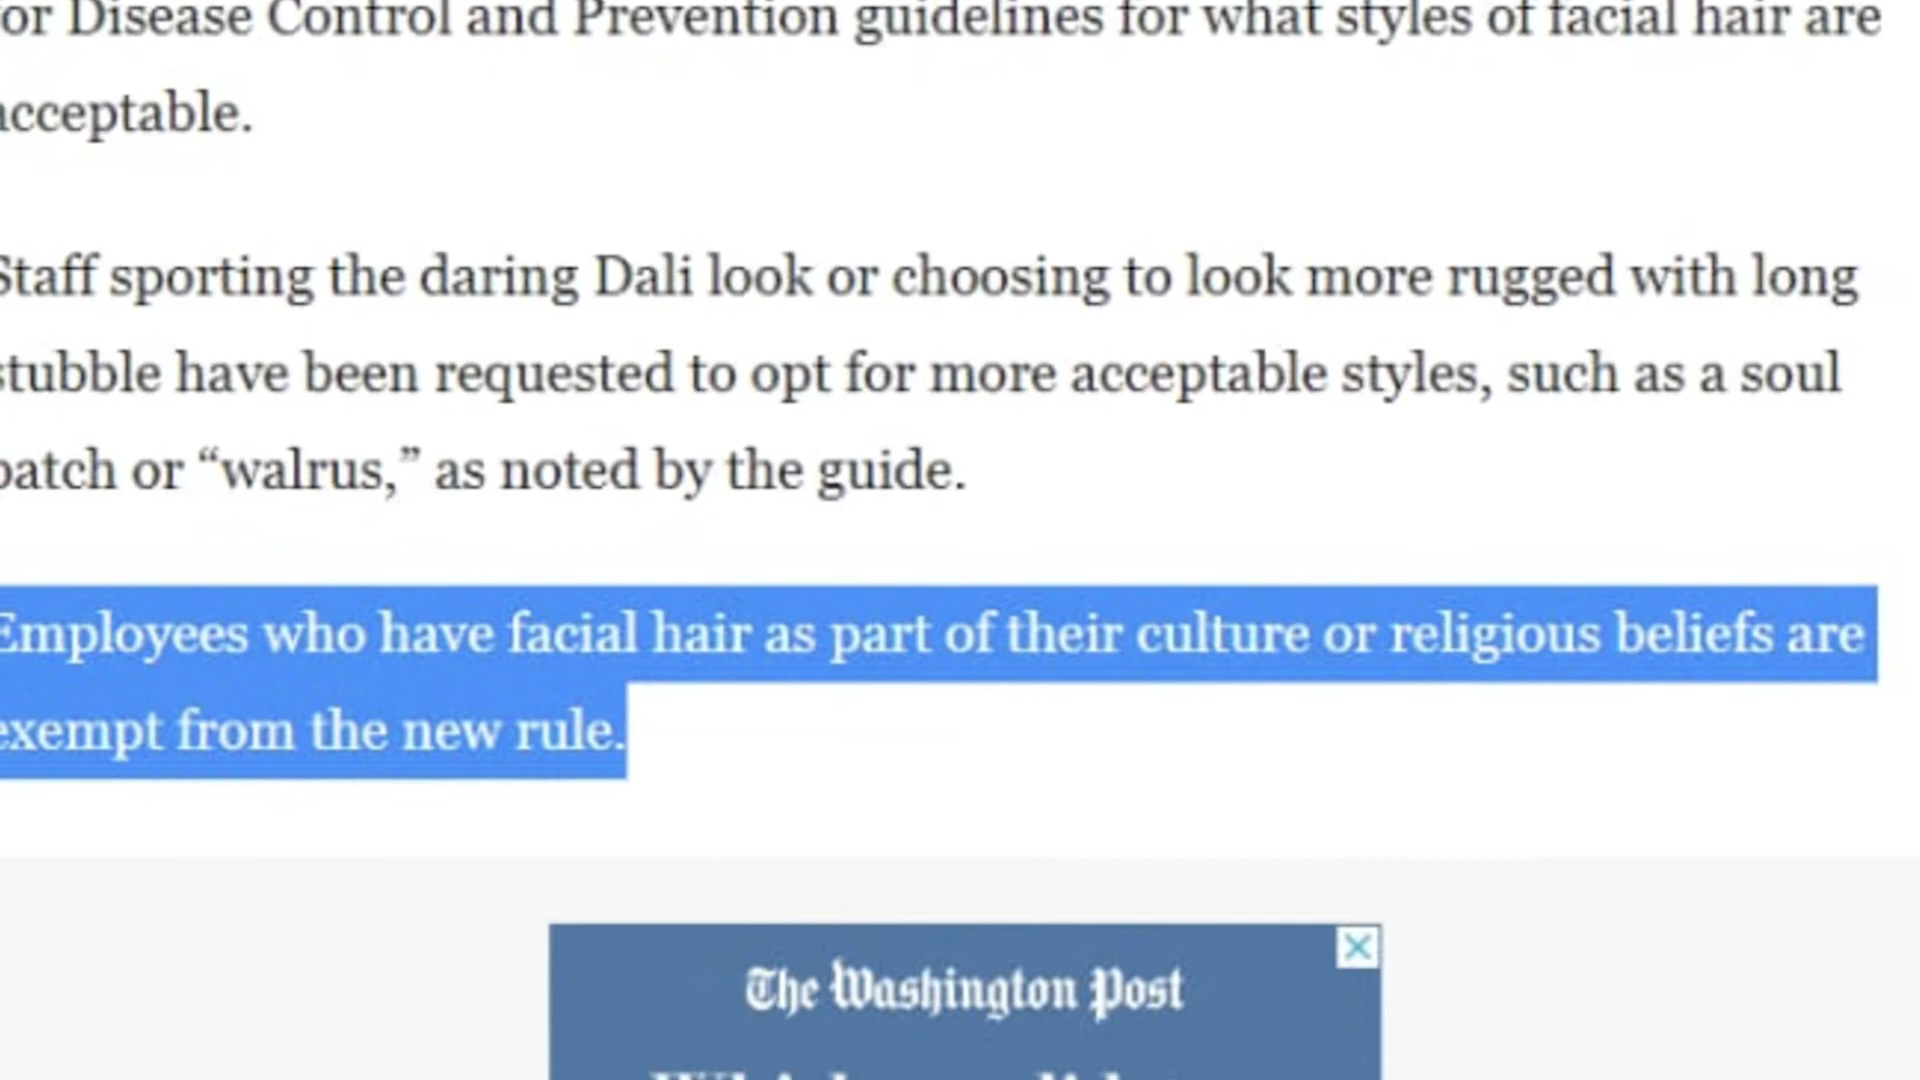 or Disease Control and Prevention guidelines for what styles of facial hair are
acceptable.
Staff sporting the daring Dali look or choosing to look more rugged with long
stubble have been requested to opt for more acceptable styles, such as a soul
patch or “walrus,” as noted by the guide.
Employees who have facial hair as part of their culture or religious beliefs are
exempt from the new rule.
The Washington Post